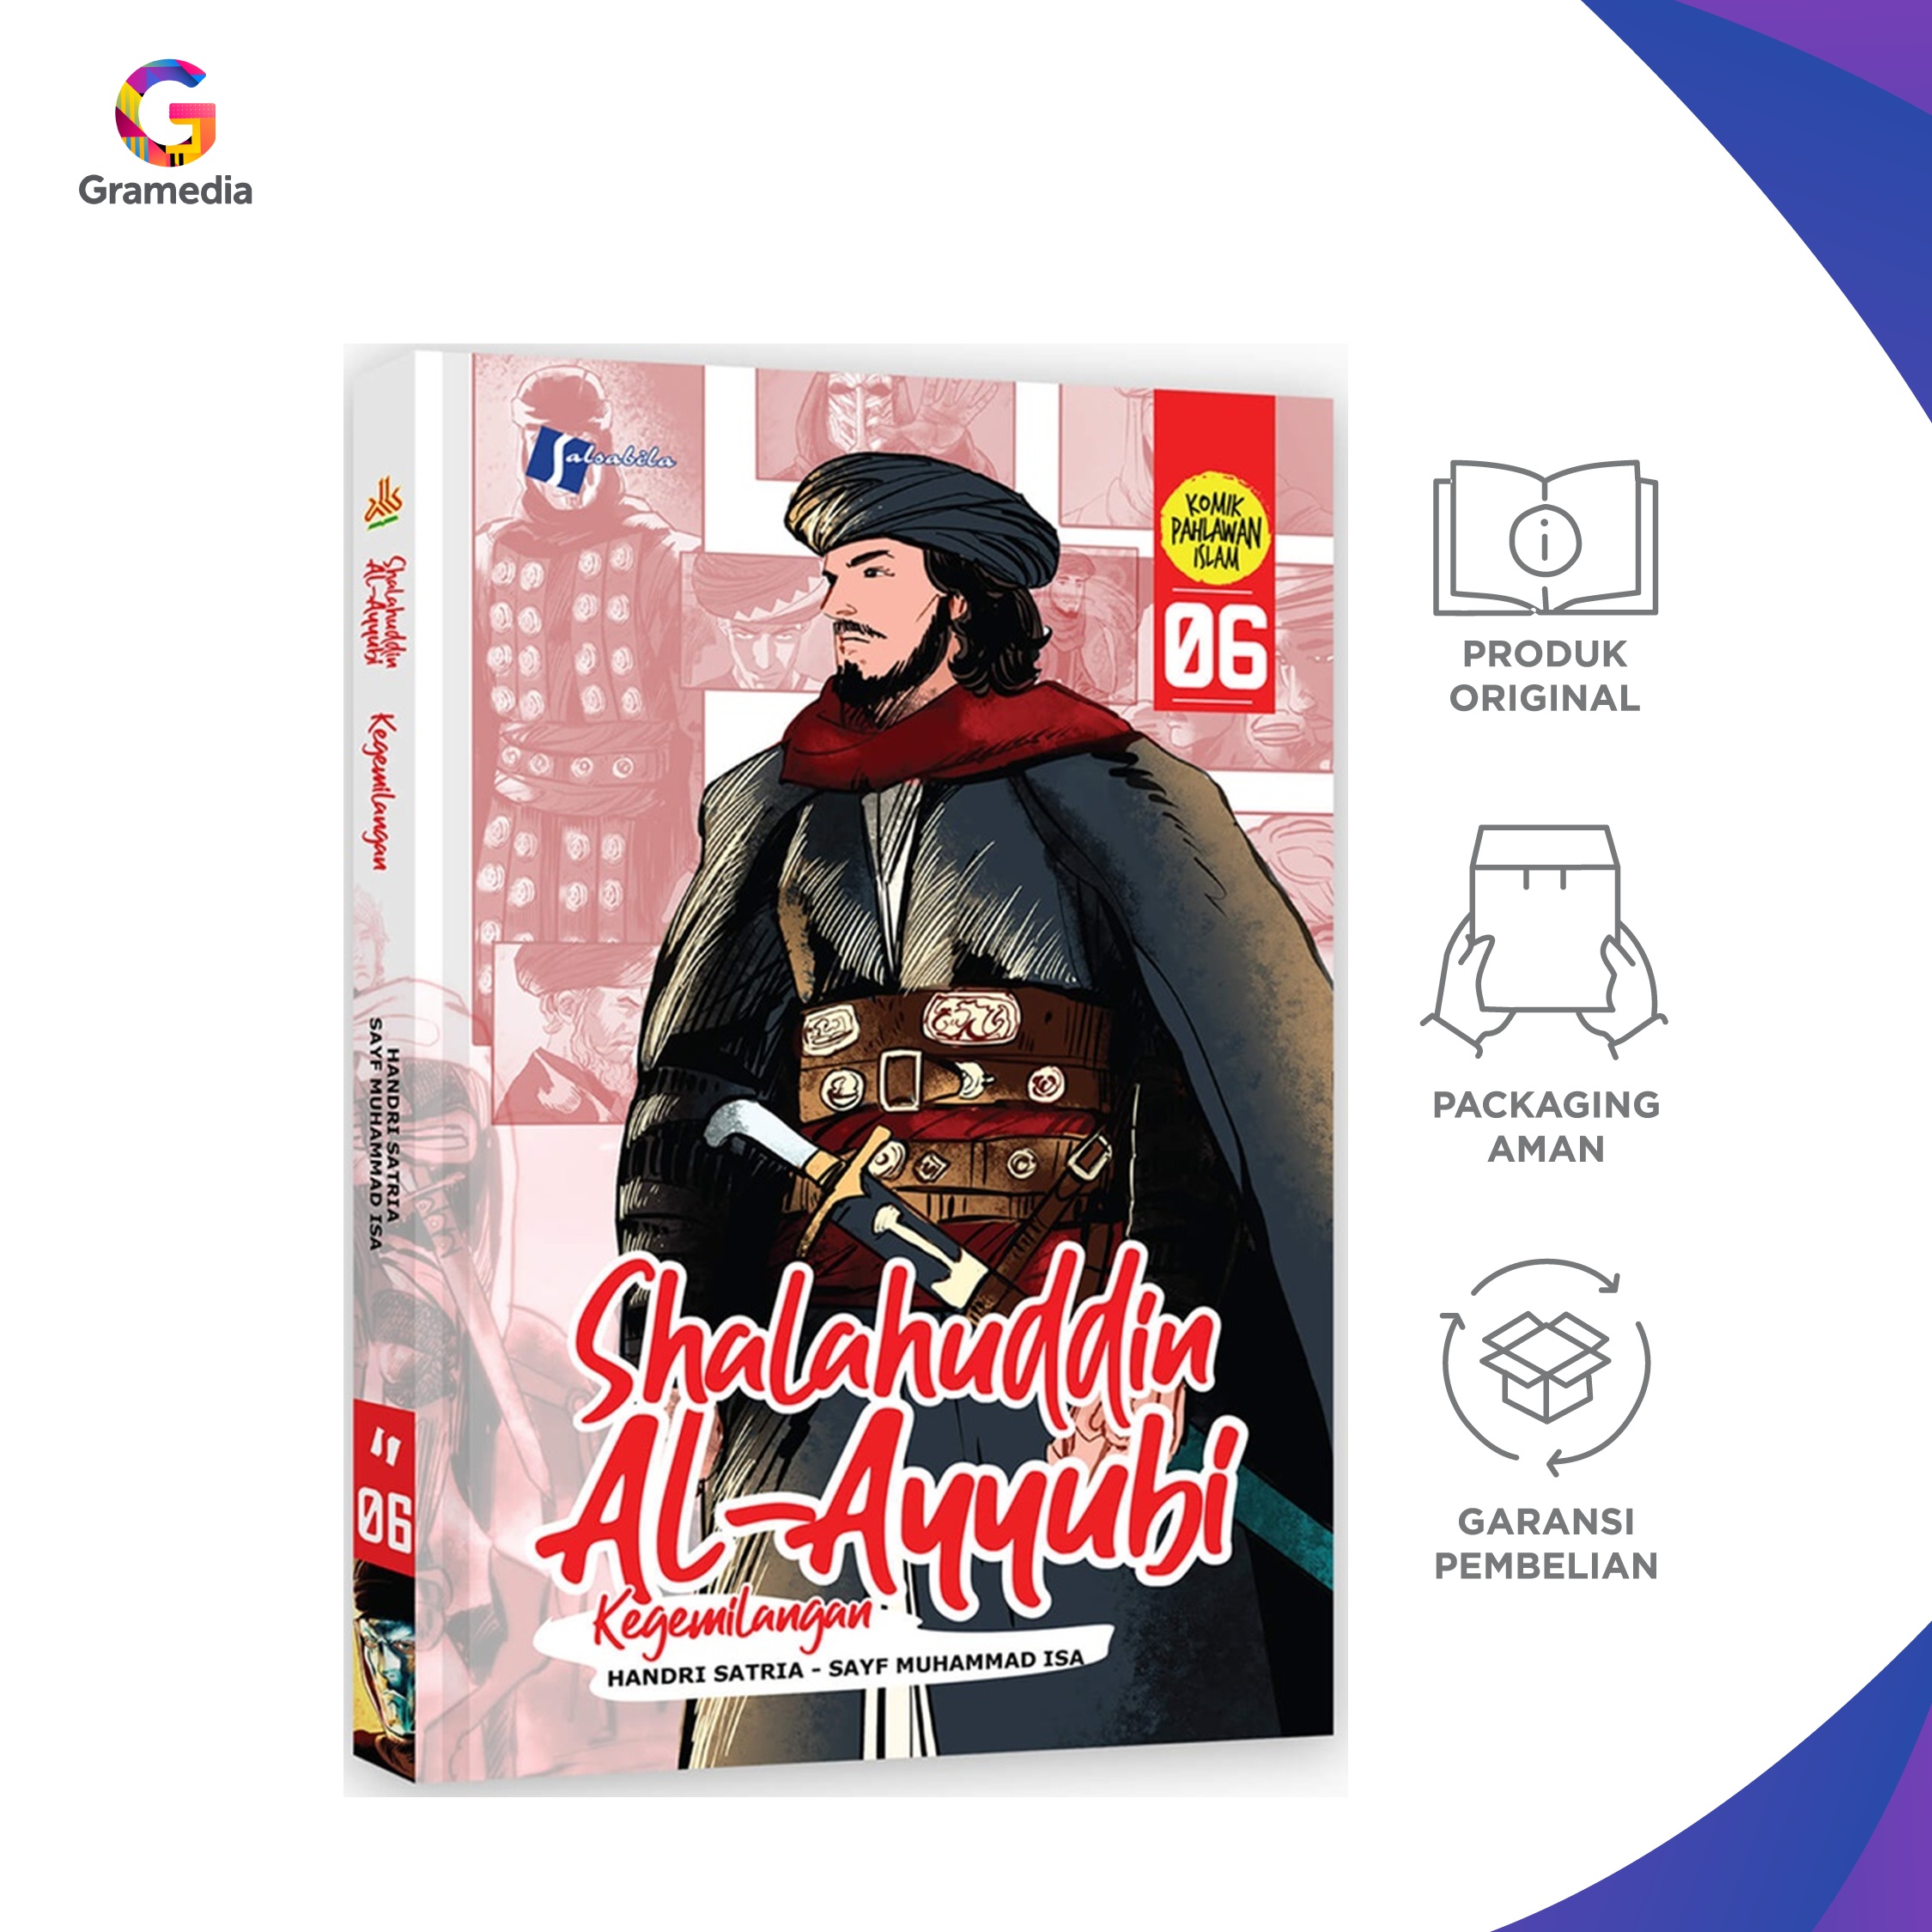 Gramedia
Salsabila
KOMIK
PAHLAWAN
ISLAM
06
Shalahuddin
Al-Ayyubi
Kegemilangan
HANDRI SATRIA - SAYF MUHAMMAD ISA
Shalahuddin
Al-Ayyubi
Kegemilangan
HANDRI SATRIA
SAYF MUHAMMAD ISA
06
PRODUK
ORIGINAL
PACKAGING
AMAN
GARANSI
PEMBELIAN